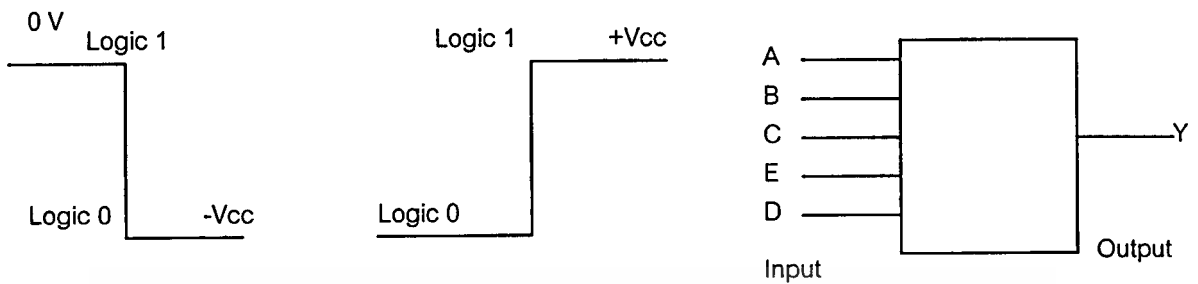 0 V
Logic 1
Logic 0
-Vcc
Logic 1
+Vcc
Logic 0
A
B
C
E
D
Input
Y
Output